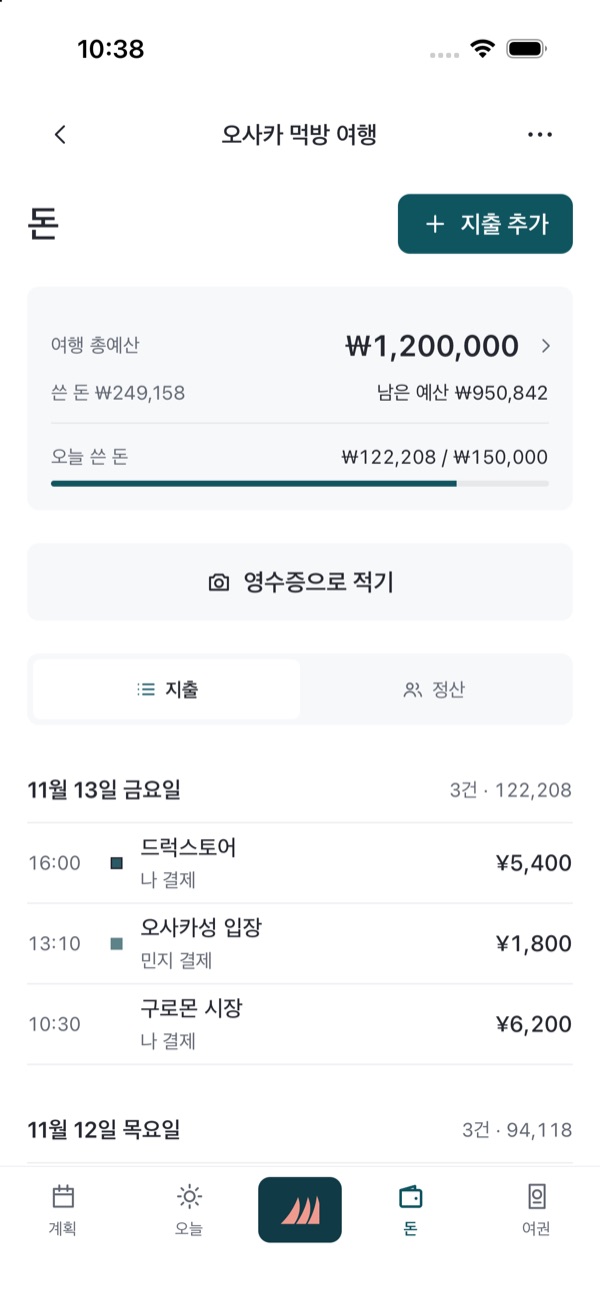 10:38
오사카 먹방 여행
돈
+ 지출 추가
여행 총예산 ₩1,200,000
쓴 돈 ₩249,158 남은 예산 ₩950,842
오늘 쓴 돈 ₩122,208 / ₩150,000
영수증으로 적기
지출 정산
11월 13일 금요일 3건 · 122,208
16:00 드럭스토어 ¥5,400
나 결제
13:10 오사카성 입장 ¥1,800
민지 결제
10:30 구로몬 시장 ¥6,200
나 결제
11월 12일 목요일 3건 · 94,118
계획 오늘 돈 여권